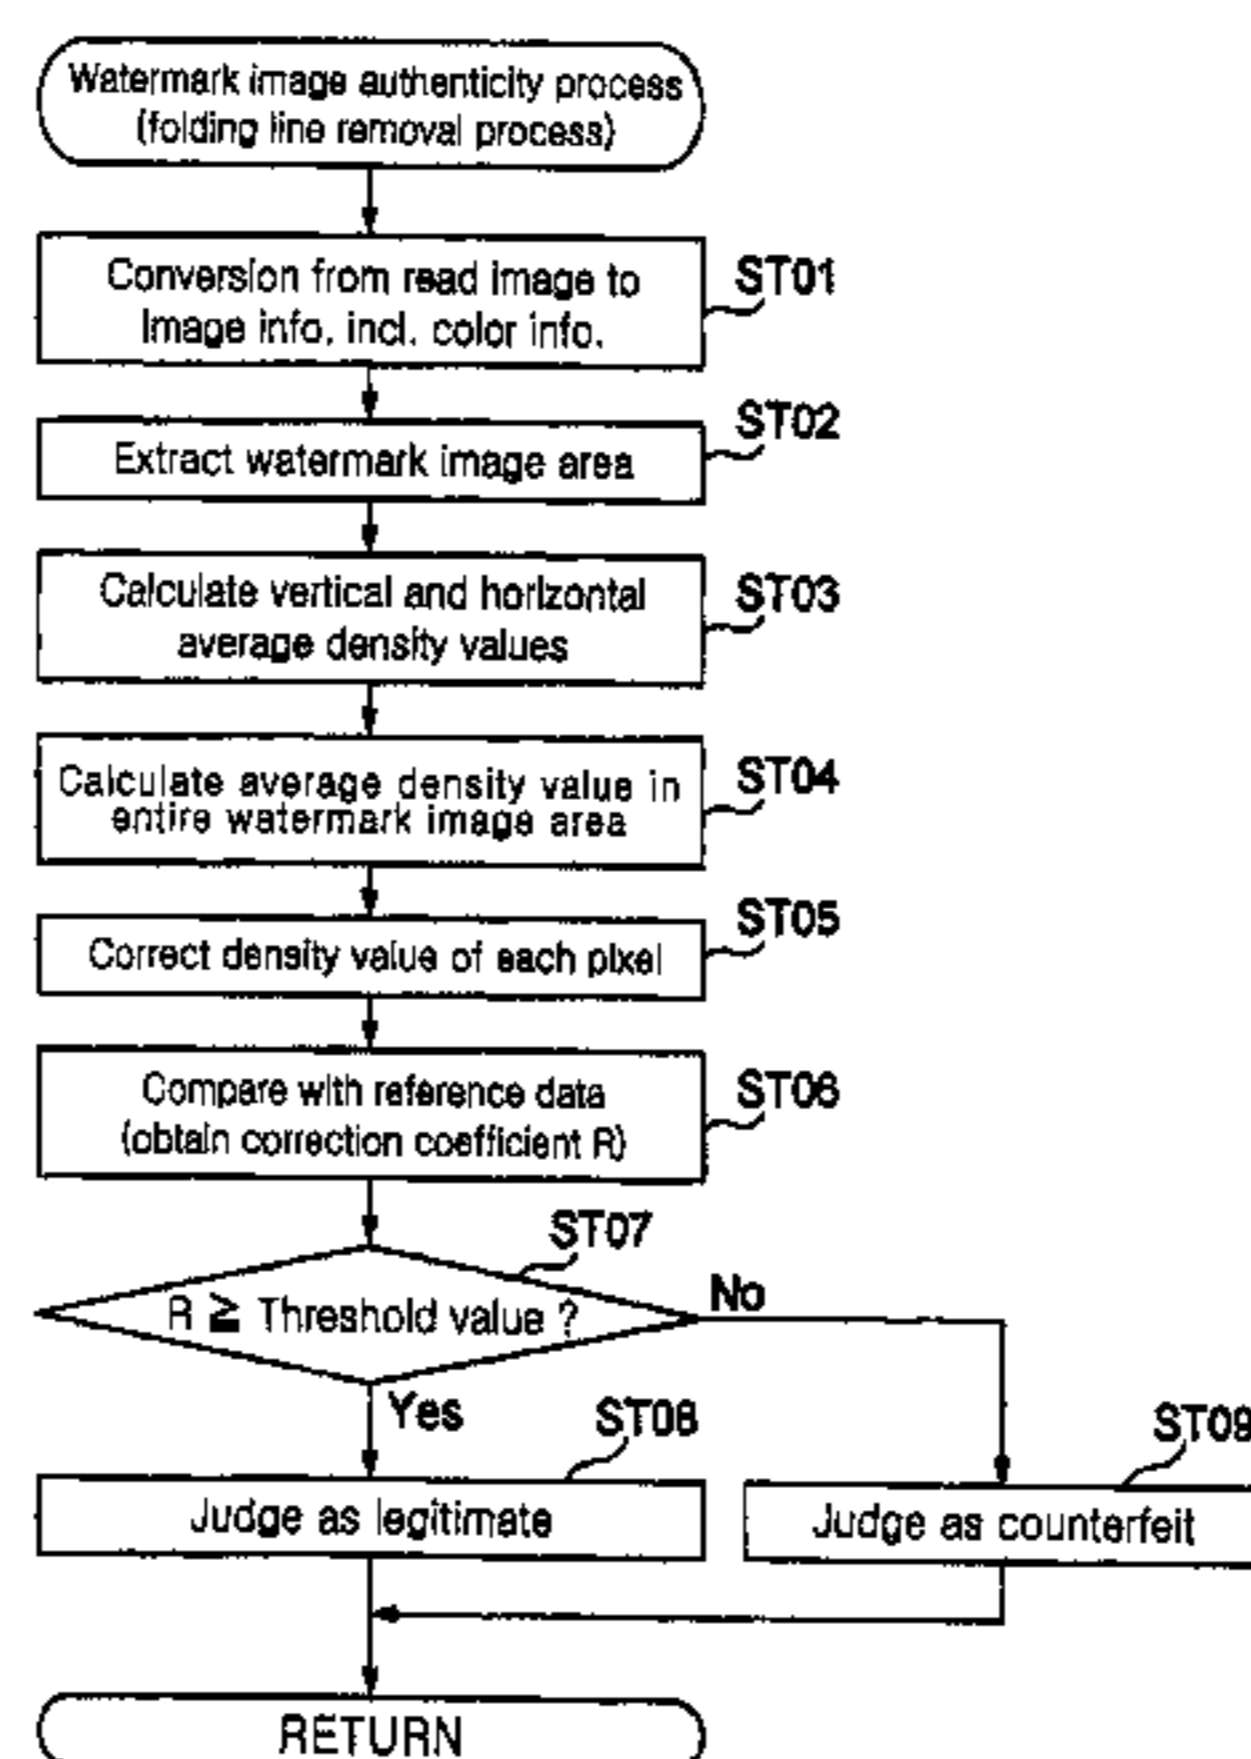 Watermark image authenticity process
(folding line removal process)
Conversion from read image to
image info. incl. color info.
ST01
Extract watermark image area
ST02
Calculate vertical and horizontal
average density values
ST03
Calculate average density value in
entire watermark image area
ST04
Correct density value of each pixel
ST05
Compare with reference data
(obtain correction coefficient R)
ST06
ST07
R ≧ Threshold value ?
No
Yes
ST08
ST09
Judge as legitimate
Judge as counterfeit
RETURN